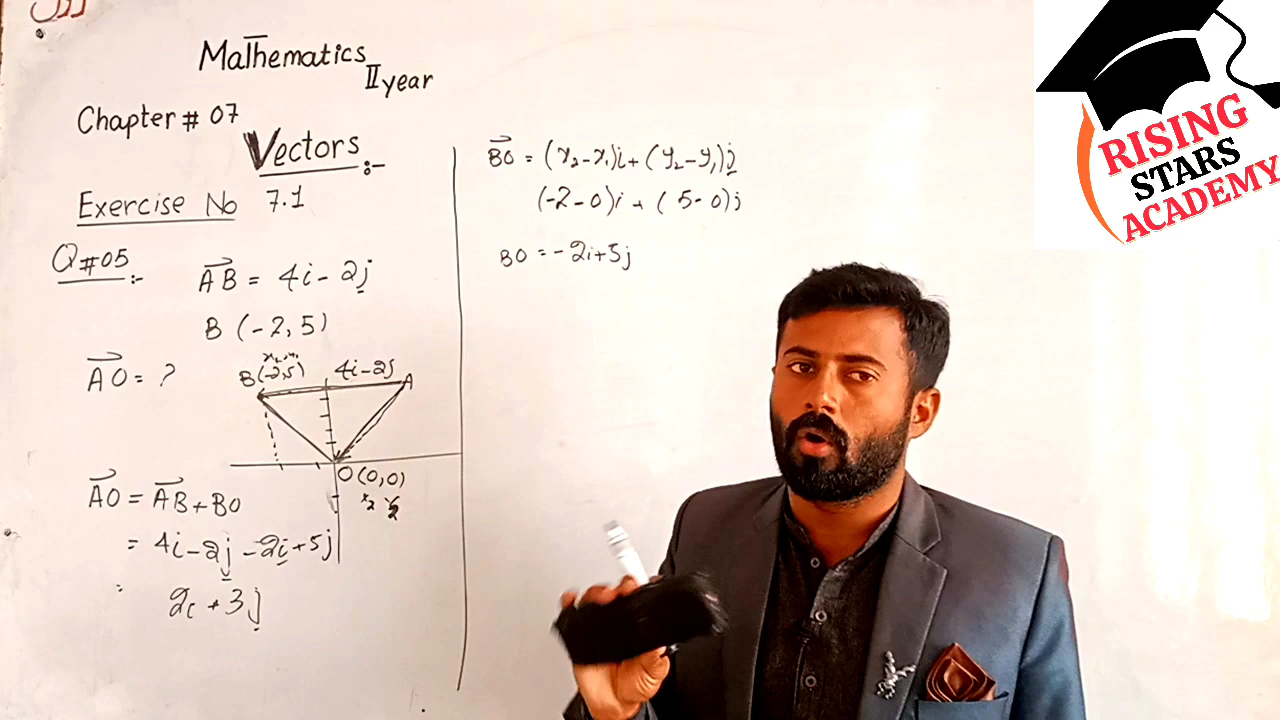 Mathematics
II year
Chapter # 07
Vectors :-
Exercise No 7.1
Q#05 :-
AB = 4i - 2j
B (-2, 5)
AO = ?
B(-2,5) 4i-2j A
O (0,0)
x₂ y₂
AO = AB + BO
= 4i - 2j - 2i + 5j
= 2i + 3j
BO = (x₂-x₁)i + (y₂-y₁)j
(-2-0)i + (5-0)j
BO = -2i+5j
RISING
STARS
ACADEMY